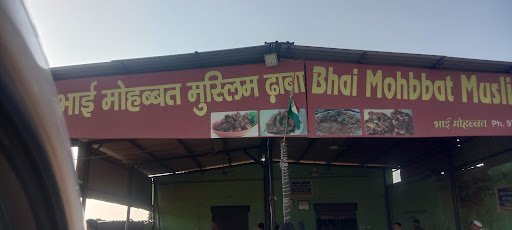 भाई मोहब्बत मुस्लिम ढ़ाबा
Bhai Mohbbat Musli
भाई मोहब्बत Ph.